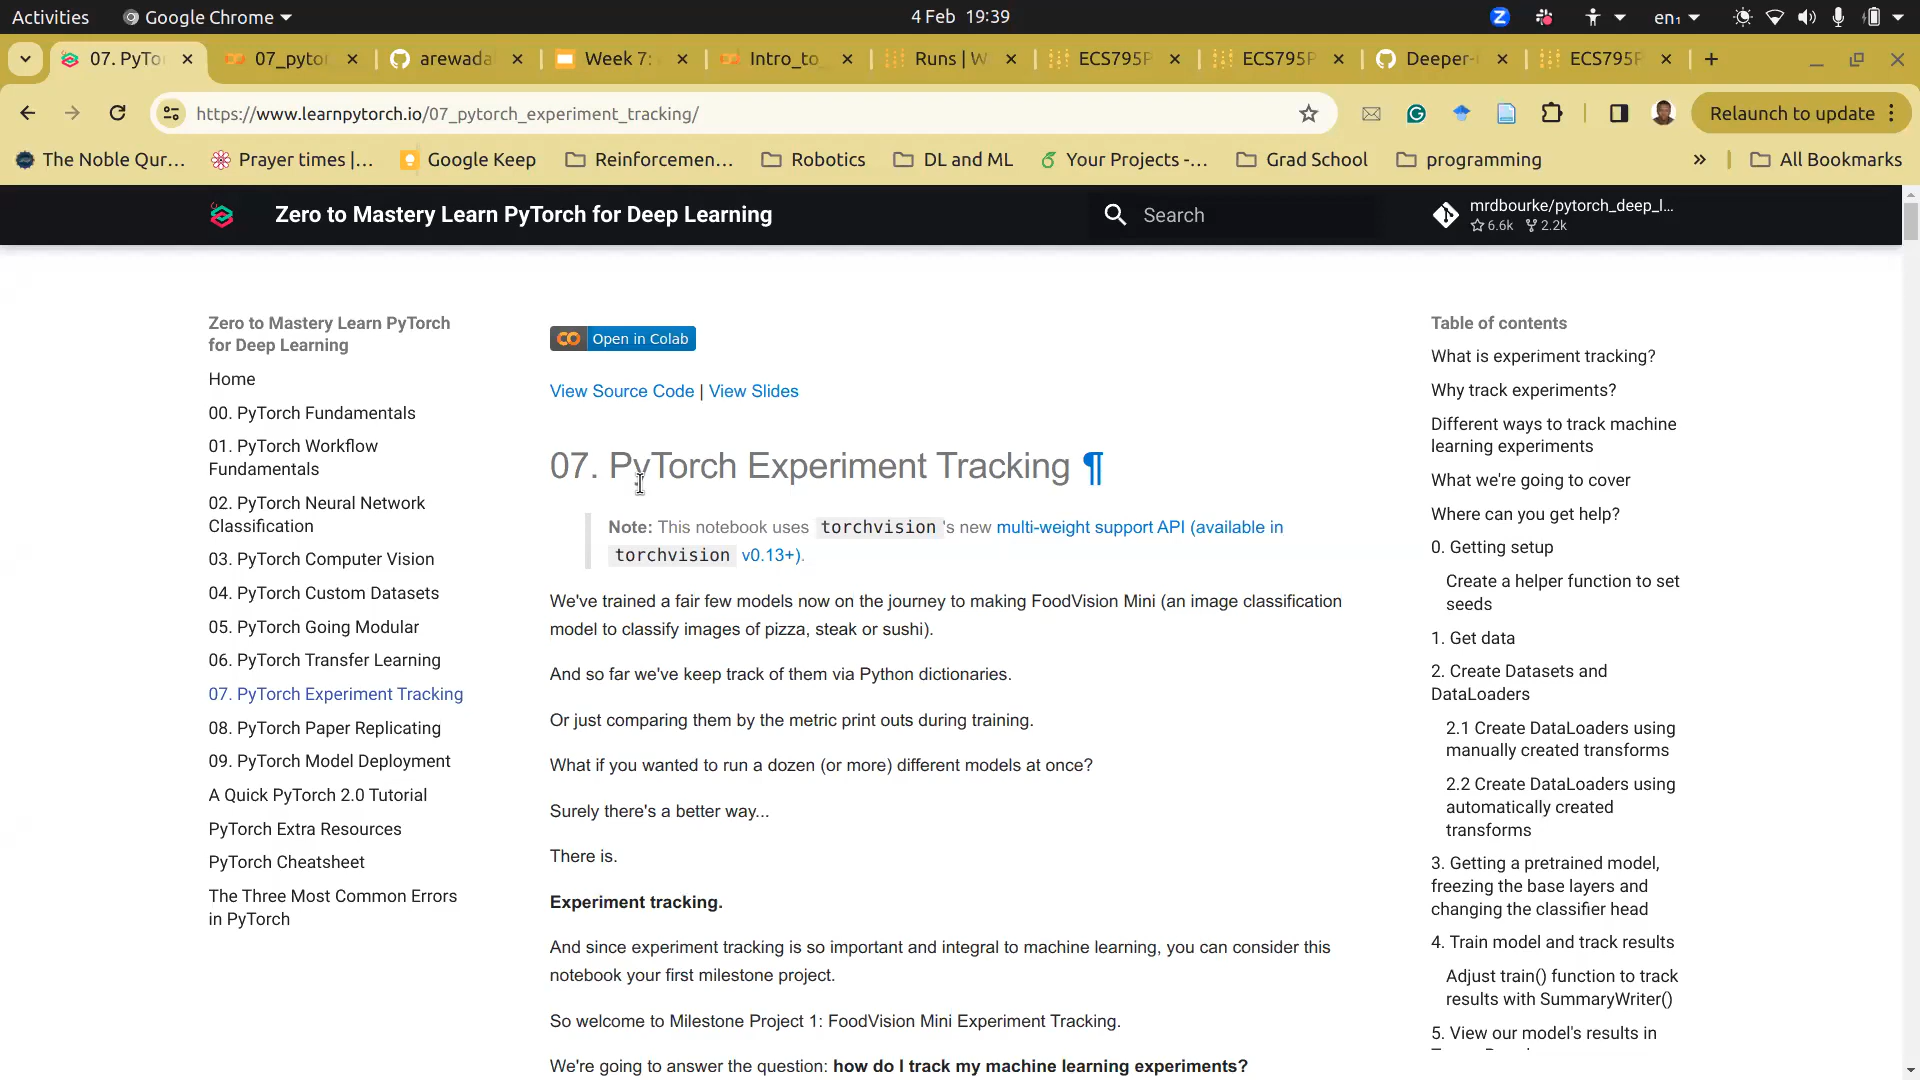 Activities Google Chrome 4 Feb 19:39 en₁
07. PyTo 07_pytor arewada Week 7: Intro_to_ Runs | W ECS795P ECS795P Deeper- ECS795P
https://www.learnpytorch.io/07_pytorch_experiment_tracking/ Relaunch to update
The Noble Qur... Prayer times |... Google Keep Reinforcemen... Robotics DL and ML Your Projects -... Grad School programming » All Bookmarks
Zero to Mastery Learn PyTorch for Deep Learning Search mrdbourke/pytorch_deep_l...
6.6k 2.2k
Zero to Mastery Learn PyTorch
for Deep Learning
Home
00. PyTorch Fundamentals
01. PyTorch Workflow
Fundamentals
02. PyTorch Neural Network
Classification
03. PyTorch Computer Vision
04. PyTorch Custom Datasets
05. PyTorch Going Modular
06. PyTorch Transfer Learning
07. PyTorch Experiment Tracking
08. PyTorch Paper Replicating
09. PyTorch Model Deployment
A Quick PyTorch 2.0 Tutorial
PyTorch Extra Resources
PyTorch Cheatsheet
The Three Most Common Errors
in PyTorch
Open in Colab
View Source Code | View Slides
07. PyTorch Experiment Tracking ¶
Note: This notebook uses torchvision's new multi-weight support API (available in
torchvision v0.13+).
We've trained a fair few models now on the journey to making FoodVision Mini (an image classification
model to classify images of pizza, steak or sushi).
And so far we've keep track of them via Python dictionaries.
Or just comparing them by the metric print outs during training.
What if you wanted to run a dozen (or more) different models at once?
Surely there's a better way...
There is.
Experiment tracking.
And since experiment tracking is so important and integral to machine learning, you can consider this
notebook your first milestone project.
So welcome to Milestone Project 1: FoodVision Mini Experiment Tracking.
We're going to answer the question: how do I track my machine learning experiments?
Table of contents
What is experiment tracking?
Why track experiments?
Different ways to track machine
learning experiments
What we're going to cover
Where can you get help?
0. Getting setup
Create a helper function to set
seeds
1. Get data
2. Create Datasets and
DataLoaders
2.1 Create DataLoaders using
manually created transforms
2.2 Create DataLoaders using
automatically created
transforms
3. Getting a pretrained model,
freezing the base layers and
changing the classifier head
4. Train model and track results
Adjust train() function to track
results with SummaryWriter()
5. View our model's results in